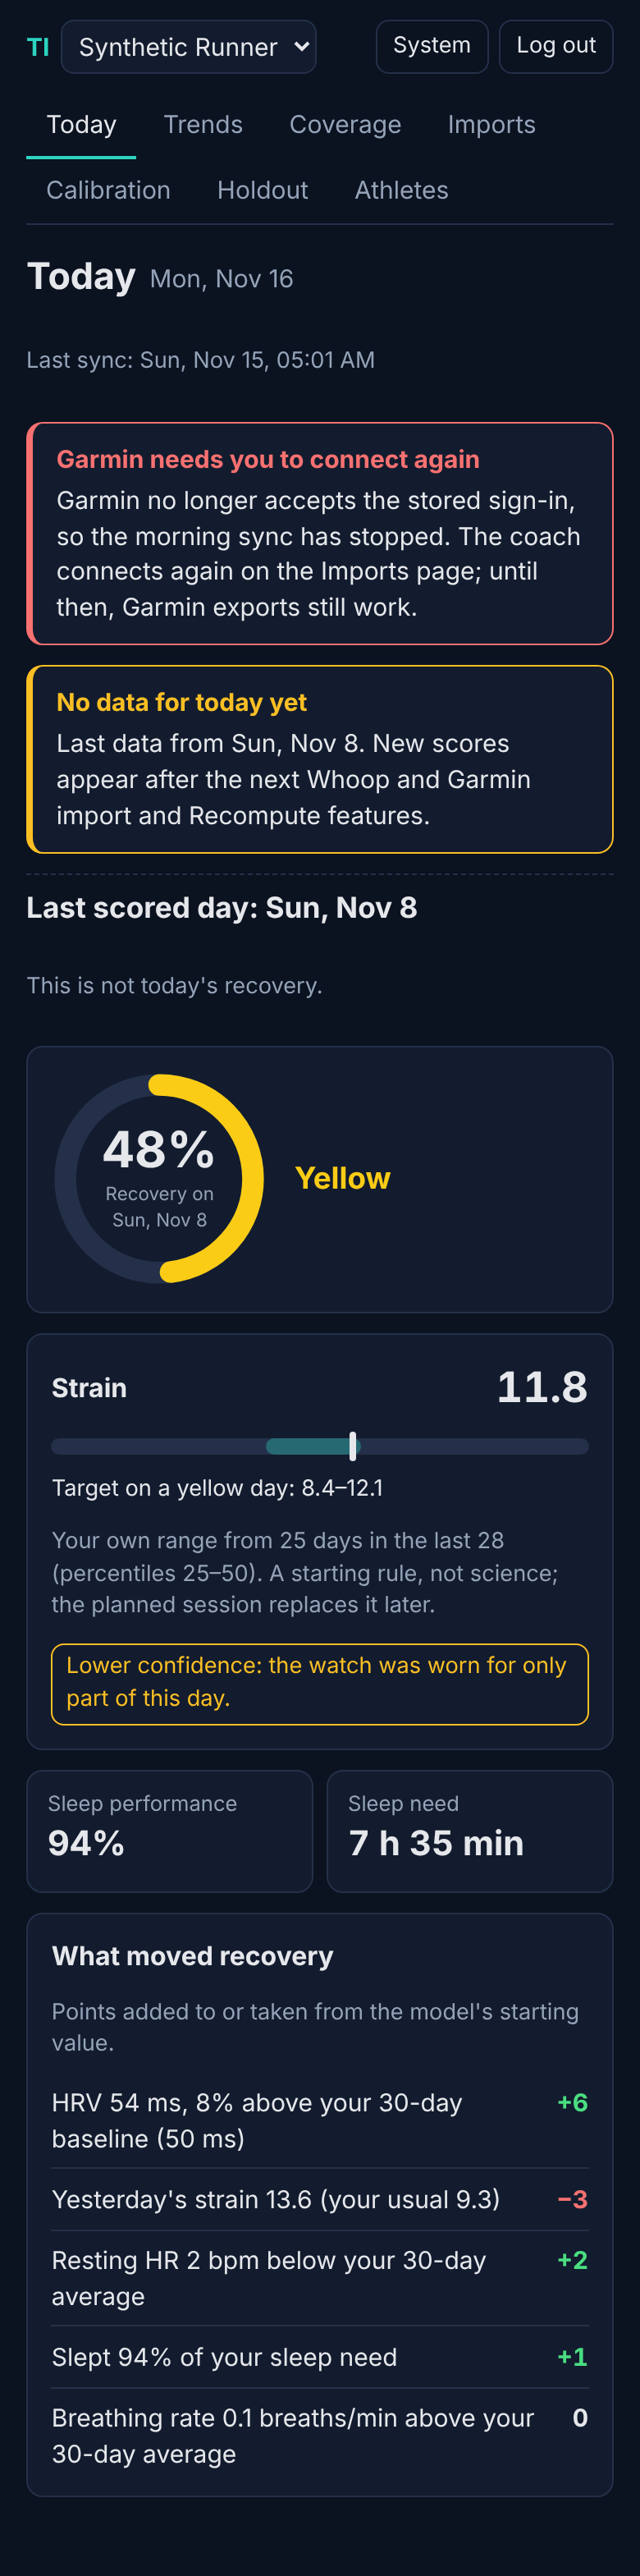 TI Synthetic Runner System Log out
Today Trends Coverage Imports
Calibration Holdout Athletes
Today Mon, Nov 16
Last sync: Sun, Nov 15, 05:01 AM
Garmin needs you to connect again
Garmin no longer accepts the stored sign-in,
so the morning sync has stopped. The coach
connects again on the Imports page; until
then, Garmin exports still work.
No data for today yet
Last data from Sun, Nov 8. New scores
appear after the next Whoop and Garmin
import and Recompute features.
Last scored day: Sun, Nov 8
This is not today's recovery.
48%
Recovery on
Sun, Nov 8
Yellow
Strain 11.8
Target on a yellow day: 8.4–12.1
Your own range from 25 days in the last 28
(percentiles 25–50). A starting rule, not science;
the planned session replaces it later.
Lower confidence: the watch was worn for only
part of this day.
Sleep performance
94%
Sleep need
7 h 35 min
What moved recovery
Points added to or taken from the model's starting
value.
HRV 54 ms, 8% above your 30-day +6
baseline (50 ms)
Yesterday's strain 13.6 (your usual 9.3) −3
Resting HR 2 bpm below your 30-day +2
average
Slept 94% of your sleep need +1
Breathing rate 0.1 breaths/min above your 0
30-day average